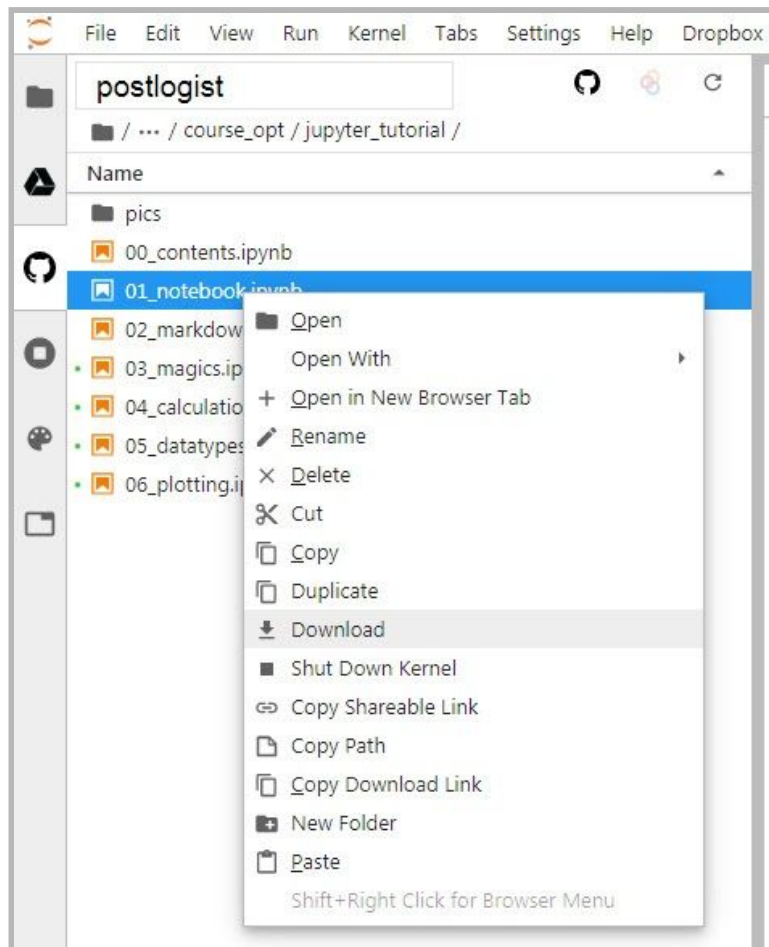 File Edit View Run Kernel Tabs Settings Help Dropbox
postlogist
/ ··· / course_opt / jupyter_tutorial /
Name
pics
00_contents.ipynb
01_notebook.ipynb
02_markdow
03_magics.ip
04_calculatio
05_datatypes
06_plotting.i
Open
Open With
Open in New Browser Tab
Rename
Delete
Cut
Copy
Duplicate
Download
Shut Down Kernel
Copy Shareable Link
Copy Path
Copy Download Link
New Folder
Paste
Shift+Right Click for Browser Menu